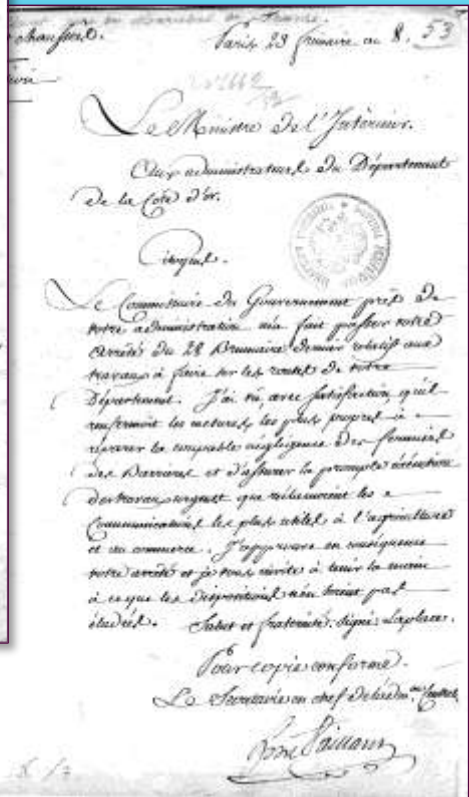 Paris 23 frimaire an 8. 53
Le Ministre De l'Intérieur.
Aux administrateurs du Département
de la Côte d'or.
Citoyens.
Le Commissaire du Gouvernement près De
votre administration m'a fait passer votre
arrêté du 28 Brumaire dernier relatif aux
travaux à faire sur les routes de votre
Département. J'ai vu, avec satisfaction qu'il
renfermoit les mesures les plus propres à
réparer la coupable négligence des fermiers
des Barrières et d'assurer la prompte exécution
des travaux urgents que réclamoient les
Communications les plus utiles à l'agriculture
et au commerce. J'approuve en conséquence
votre arrêté et je vous invite à tenir la main
à ce que les dispositions n'en soient pas
éludées. Salut et fraternité. Signé Laplace.
Pour copie conforme.
Le Secrétaire en chef
Vaillant